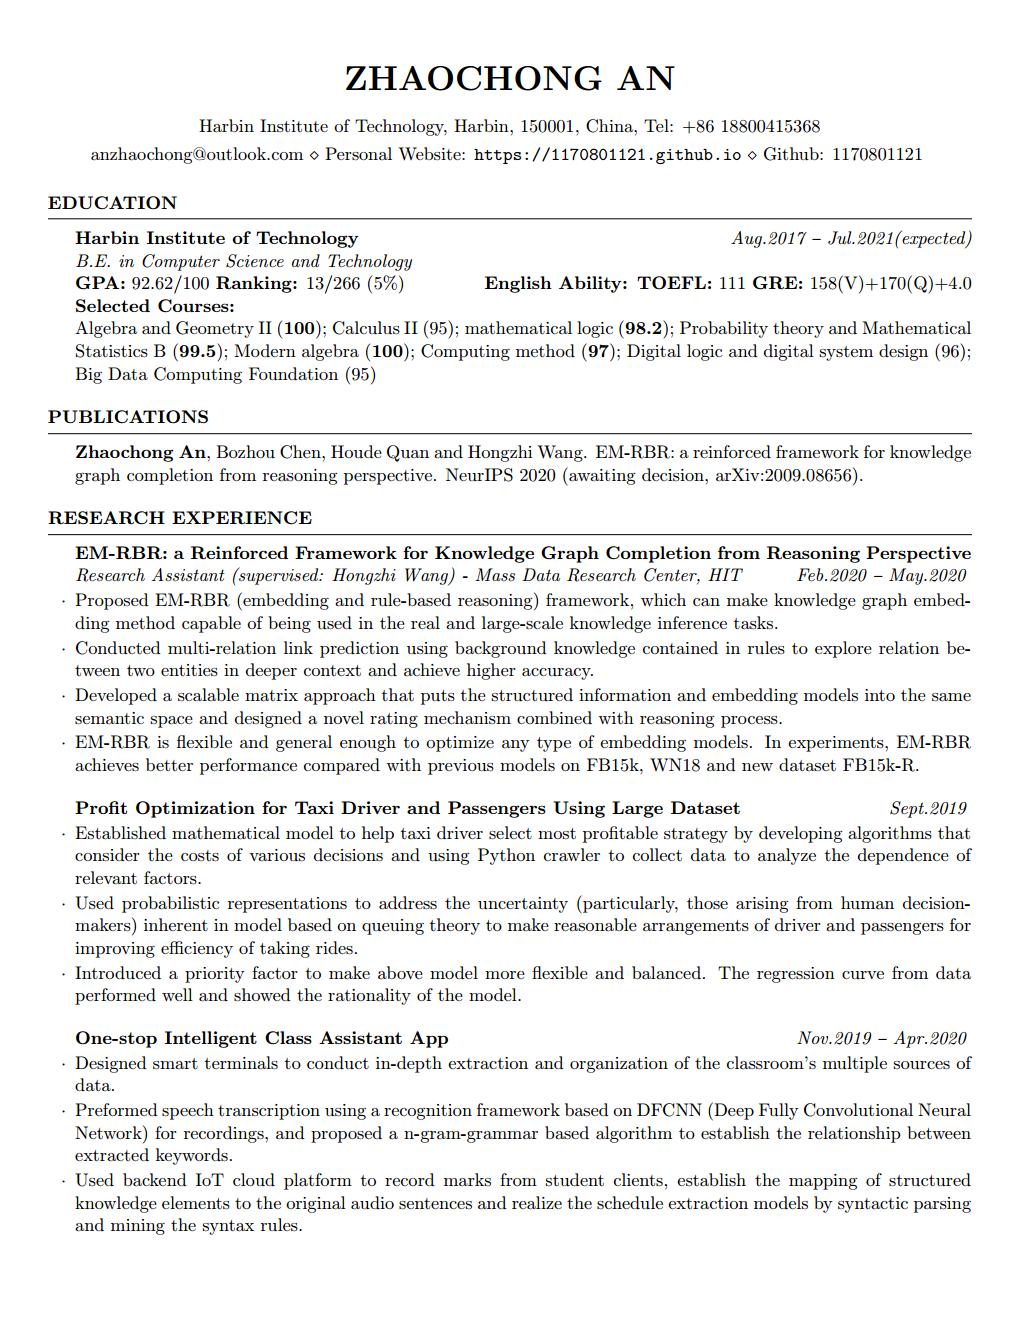 ZHAOCHONG AN
Harbin Institute of Technology, Harbin, 150001, China, Tel: +86 18800415368
anzhaochong@outlook.com ⋄ Personal Website: https://1170801121.github.io ⋄ Github: 1170801121
EDUCATION
Harbin Institute of Technology Aug.2017 – Jul.2021(expected)
B.E. in Computer Science and Technology
GPA: 92.62/100 Ranking: 13/266 (5%) English Ability: TOEFL: 111 GRE: 158(V)+170(Q)+4.0
Selected Courses:
Algebra and Geometry II (100); Calculus II (95); mathematical logic (98.2); Probability theory and Mathematical
Statistics B (99.5); Modern algebra (100); Computing method (97); Digital logic and digital system design (96);
Big Data Computing Foundation (95)
PUBLICATIONS
Zhaochong An, Bozhou Chen, Houde Quan and Hongzhi Wang. EM-RBR: a reinforced framework for knowledge
graph completion from reasoning perspective. NeurIPS 2020 (awaiting decision, arXiv:2009.08656).
RESEARCH EXPERIENCE
EM-RBR: a Reinforced Framework for Knowledge Graph Completion from Reasoning Perspective
Research Assistant (supervised: Hongzhi Wang) - Mass Data Research Center, HIT Feb.2020 – May.2020
· Proposed EM-RBR (embedding and rule-based reasoning) framework, which can make knowledge graph embed-
ding method capable of being used in the real and large-scale knowledge inference tasks.
· Conducted multi-relation link prediction using background knowledge contained in rules to explore relation be-
tween two entities in deeper context and achieve higher accuracy.
· Developed a scalable matrix approach that puts the structured information and embedding models into the same
semantic space and designed a novel rating mechanism combined with reasoning process.
· EM-RBR is flexible and general enough to optimize any type of embedding models. In experiments, EM-RBR
achieves better performance compared with previous models on FB15k, WN18 and new dataset FB15k-R.
Profit Optimization for Taxi Driver and Passengers Using Large Dataset Sept.2019
· Established mathematical model to help taxi driver select most profitable strategy by developing algorithms that
consider the costs of various decisions and using Python crawler to collect data to analyze the dependence of
relevant factors.
· Used probabilistic representations to address the uncertainty (particularly, those arising from human decision-
makers) inherent in model based on queuing theory to make reasonable arrangements of driver and passengers for
improving efficiency of taking rides.
· Introduced a priority factor to make above model more flexible and balanced. The regression curve from data
performed well and showed the rationality of the model.
One-stop Intelligent Class Assistant App Nov.2019 – Apr.2020
· Designed smart terminals to conduct in-depth extraction and organization of the classroom's multiple sources of
data.
· Preformed speech transcription using a recognition framework based on DFCNN (Deep Fully Convolutional Neural
Network) for recordings, and proposed a n-gram-grammar based algorithm to establish the relationship between
extracted keywords.
· Used backend IoT cloud platform to record marks from student clients, establish the mapping of structured
knowledge elements to the original audio sentences and realize the schedule extraction models by syntactic parsing
and mining the syntax rules.